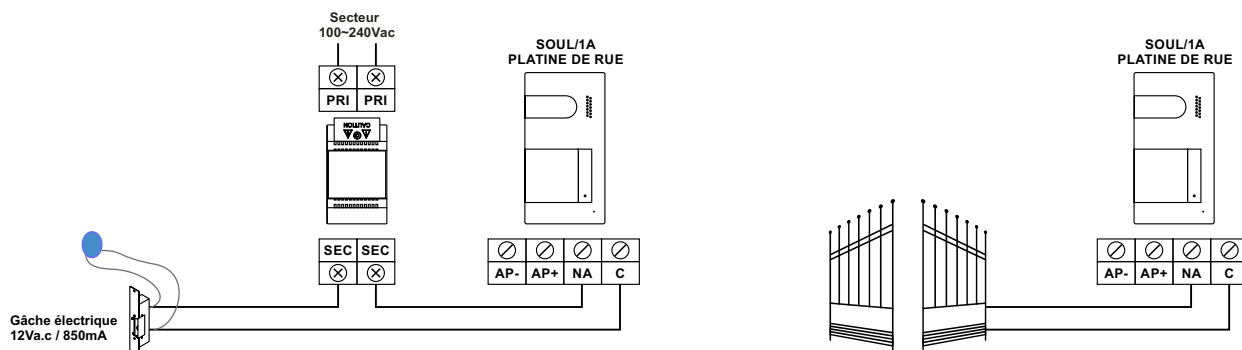 Secteur
100~240Vac
PRI PRI
CAUTION
SEC SEC
SOUL/1A
PLATINE DE RUE
AP- AP+ NA C
Gâche électrique
12Va.c / 850mA
SOUL/1A
PLATINE DE RUE
AP- AP+ NA C